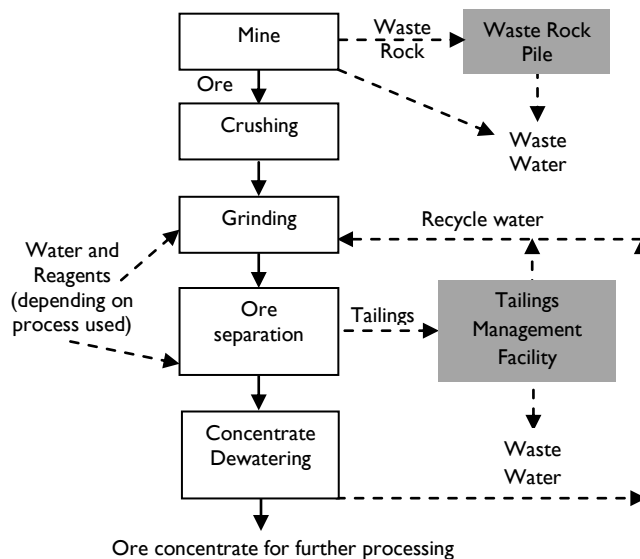 Mine
Waste
Rock
Waste Rock
Pile
Ore
Crushing
Waste
Water
Grinding
Recycle water
Water and
Reagents
(depending on
process used)
Ore
separation
Tailings
Tailings
Management
Facility
Concentrate
Dewatering
Waste
Water
Ore concentrate for further processing